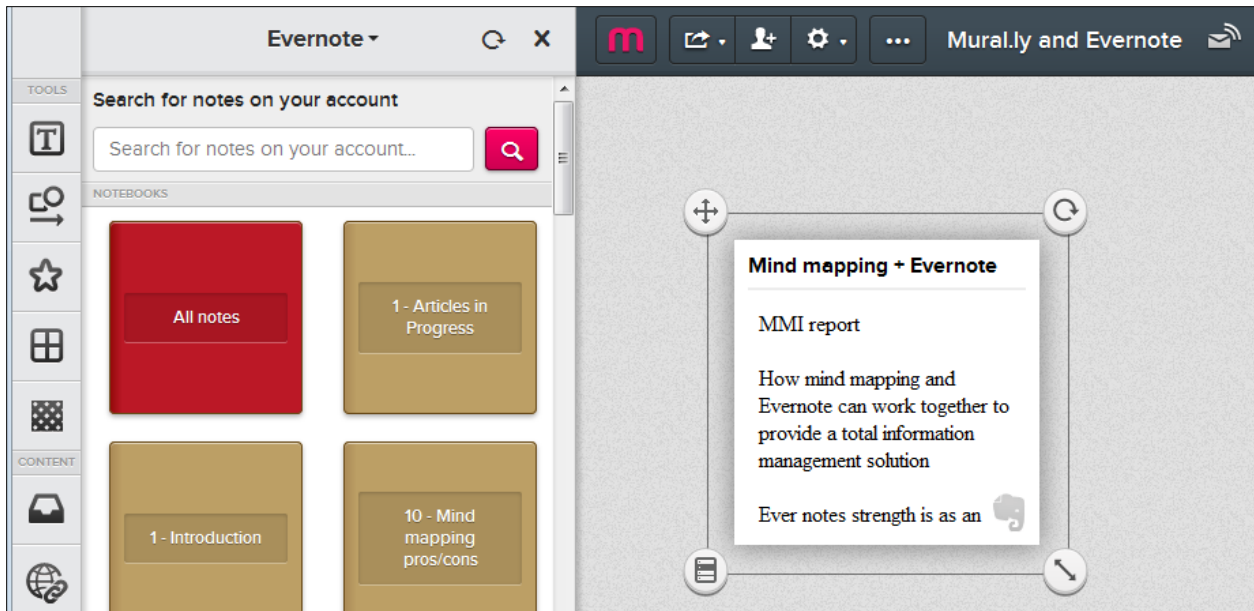 Evernote
Mural.ly and Evernote
TOOLS
Search for notes on your account
Search for notes on your account...
NOTEBOOKS
All notes
1 - Articles in
Progress
1 - Introduction
10 - Mind
mapping
pros/cons
CONTENT
Mind mapping + Evernote
MMI report
How mind mapping and
Evernote can work together to
provide a total information
management solution
Ever notes strength is as an